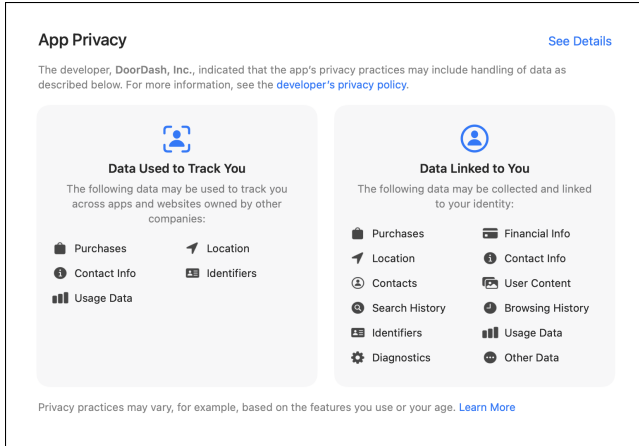 App Privacy
See Details
The developer, DoorDash, Inc., indicated that the app's privacy practices may include handling of data as
described below. For more information, see the developer's privacy policy.
Data Used to Track You
The following data may be used to track you
across apps and websites owned by other
companies:
Purchases
Location
Contact Info
Identifiers
Usage Data
Data Linked to You
The following data may be collected and linked
to your identity:
Purchases
Financial Info
Location
Contact Info
Contacts
User Content
Search History
Browsing History
Identifiers
Usage Data
Diagnostics
Other Data
Privacy practices may vary, for example, based on the features you use or your age. Learn More